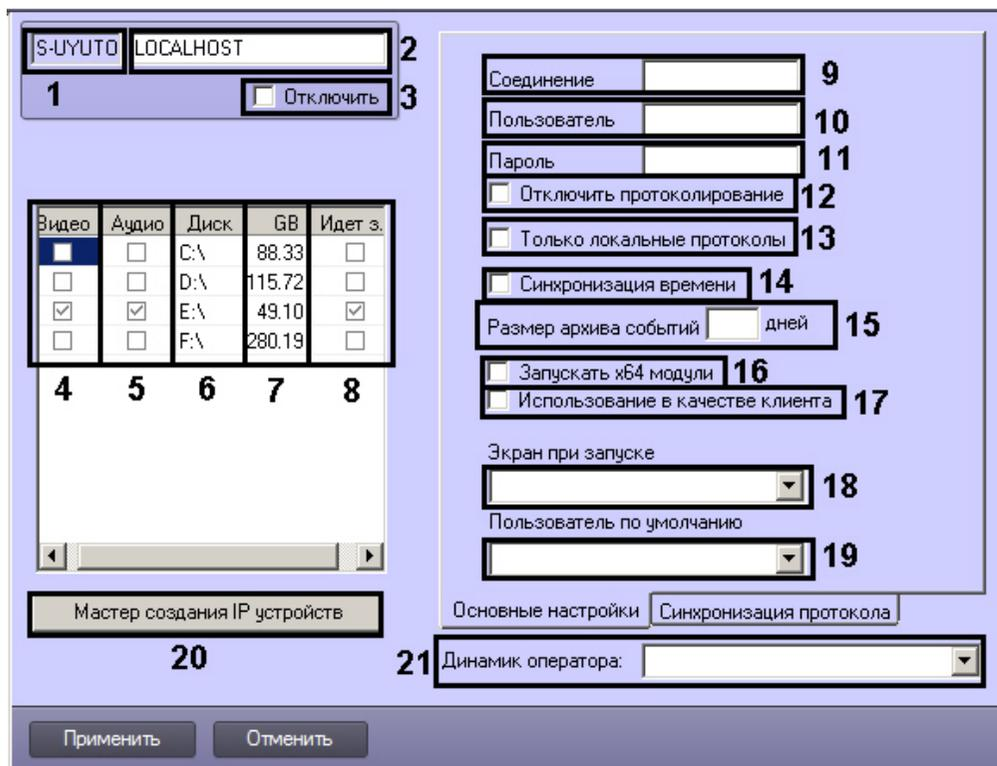 S-UYUTO LOCALHOST 2
1 Отключить 3
Видео Аудио Диск GB Идет з.
C:\ 88.33
D:\ 115.72
E:\ 49.10
F:\ 280.19
4 5 6 7 8
Мастер создания IP устройств
20
Соединение 9
Пользователь 10
Пароль 11
Отключить протоколирование 12
Только локальные протоколы 13
Синхронизация времени 14
Размер архива событий дней 15
Запускать x64 модули 16
Использование в качестве клиента 17
Экран при запуске
18
Пользователь по умолчанию
19
Основные настройки Синхронизация протокола
21 Динамик оператора:
Применить Отменить